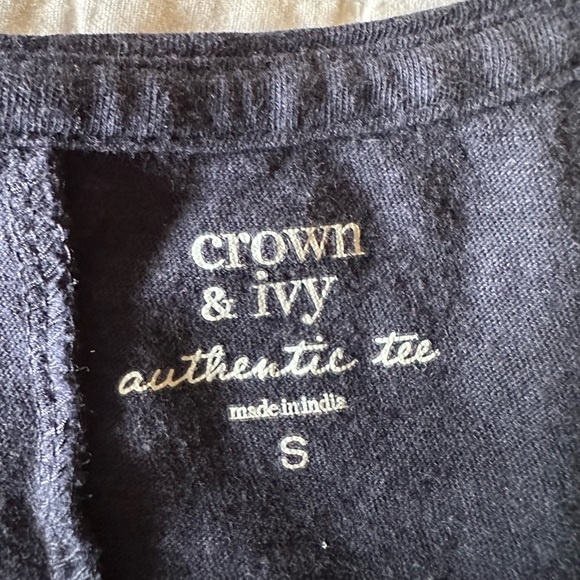 crown
& ivy
authentic tee
made in india
S